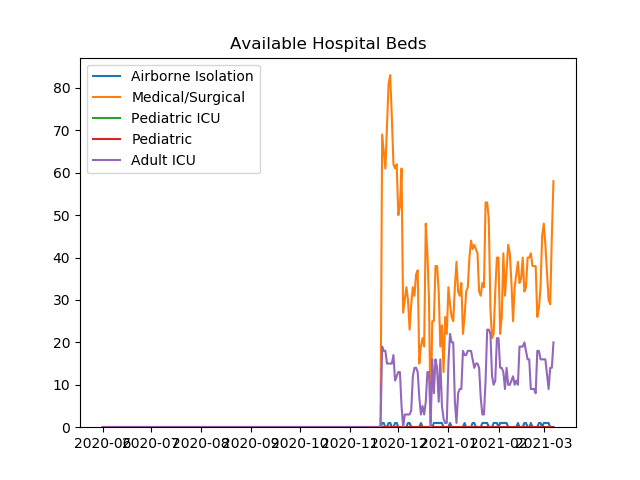 Available Hospital Beds
Airborne Isolation
Medical/Surgical
Pediatric ICU
Pediatric
Adult ICU
80
70
60
50
40
30
20
10
0
2020-06 2020-07 2020-08 2020-09 2020-10 2020-11 2020-12 2021-01 2021-02 2021-03